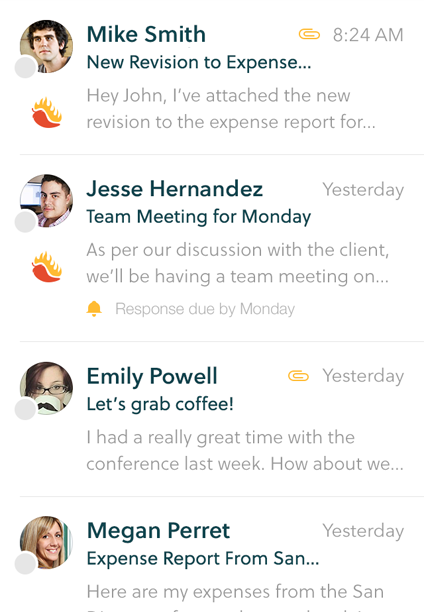 Mike Smith 8:24 AM
New Revision to Expense...
Hey John, I’ve attached the new
revision to the expense report for...
Jesse Hernandez Yesterday
Team Meeting for Monday
As per our discussion with the client,
we’ll be having a team meeting on...
Response due by Monday
Emily Powell Yesterday
Let’s grab coffee!
I had a really great time with the
conference last week. How about we...
Megan Perret Yesterday
Expense Report From San...
Here are my expenses from the San